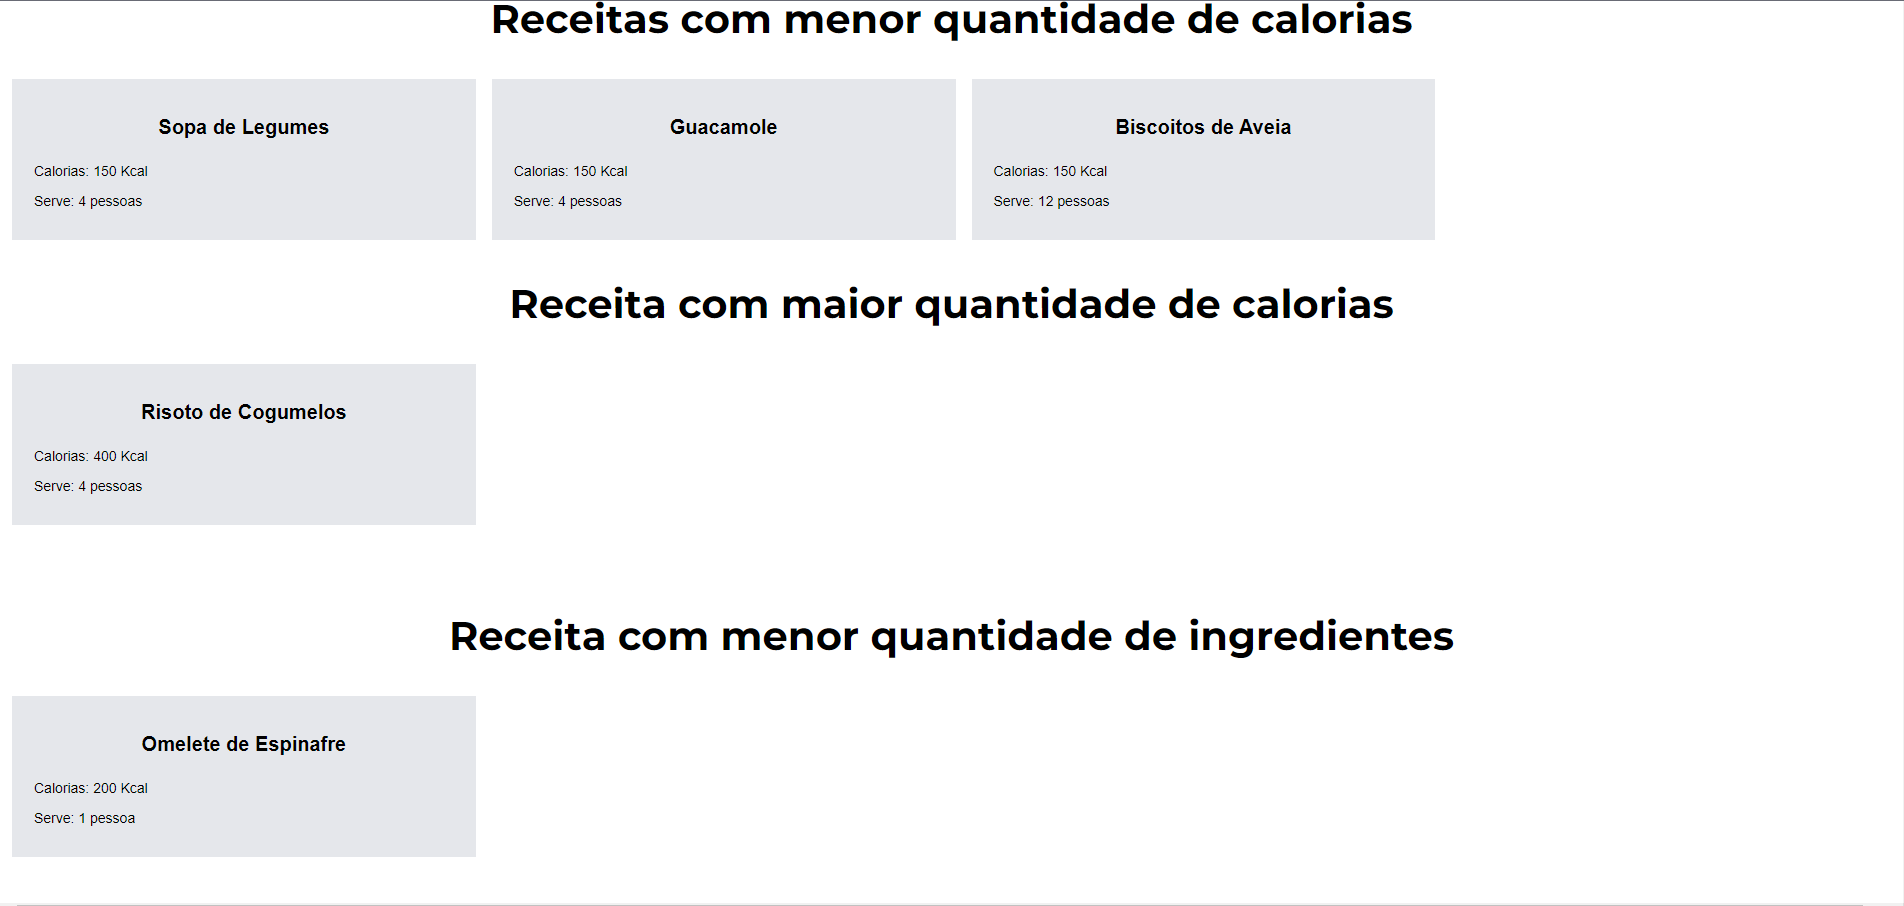 Receitas com menor quantidade de calorias
Sopa de Legumes
Calorias: 150 Kcal
Serve: 4 pessoas
Guacamole
Calorias: 150 Kcal
Serve: 4 pessoas
Biscoitos de Aveia
Calorias: 150 Kcal
Serve: 12 pessoas
Receita com maior quantidade de calorias
Risoto de Cogumelos
Calorias: 400 Kcal
Serve: 4 pessoas
Receita com menor quantidade de ingredientes
Omelete de Espinafre
Calorias: 200 Kcal
Serve: 1 pessoa